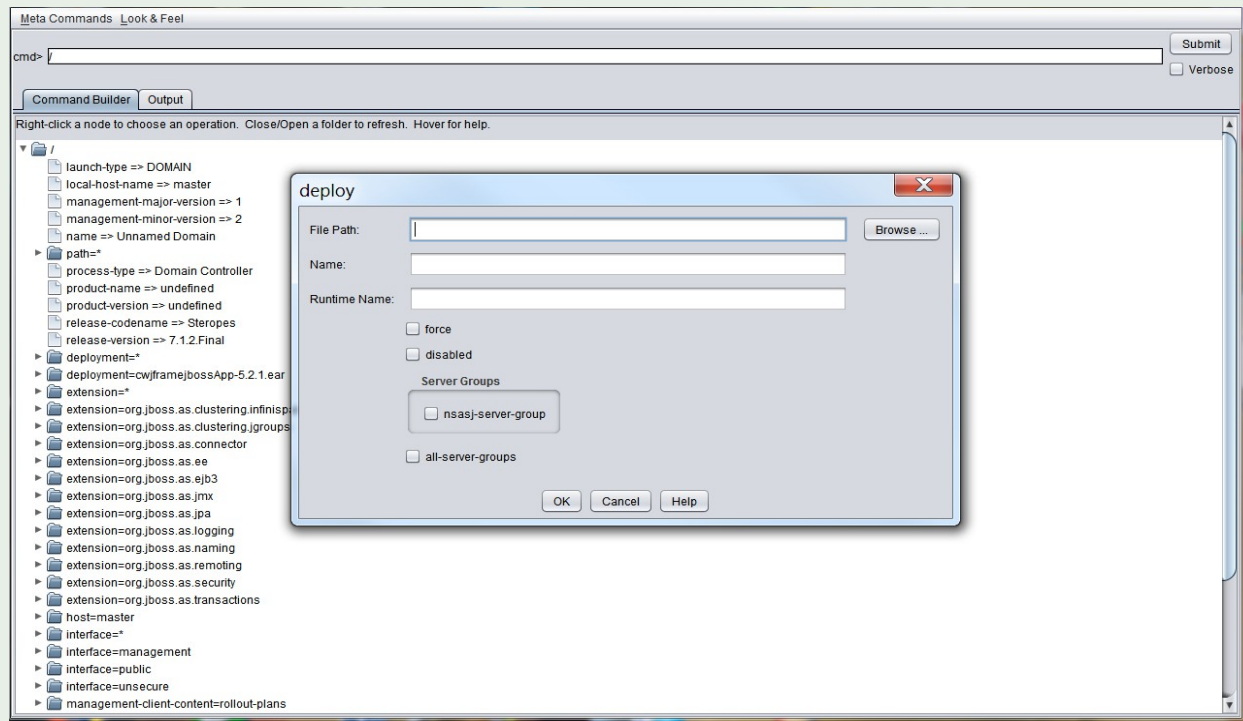 Meta Commands Look & Feel
cmd> /
Submit
Verbose
Command Builder Output
Right-click a node to choose an operation. Close/Open a folder to refresh. Hover for help.
/
launch-type => DOMAIN
local-host-name => master
management-major-version => 1
management-minor-version => 2
name => Unnamed Domain
path=*
process-type => Domain Controller
product-name => undefined
product-version => undefined
release-codename => Steropes
release-version => 7.1.2.Final
deployment=*
deployment=cwjframejbossApp-5.2.1.ear
extension=*
extension=org.jboss.as.clustering.infinispa
extension=org.jboss.as.clustering.jgroups
extension=org.jboss.as.connector
extension=org.jboss.as.ee
extension=org.jboss.as.ejb3
extension=org.jboss.as.jmx
extension=org.jboss.as.jpa
extension=org.jboss.as.logging
extension=org.jboss.as.naming
extension=org.jboss.as.remoting
extension=org.jboss.as.security
extension=org.jboss.as.transactions
host=master
interface=*
interface=management
interface=public
interface=unsecure
management-client-content=rollout-plans
deploy
File Path:
Browse ...
Name:
Runtime Name:
force
disabled
Server Groups
nsasj-server-group
all-server-groups
OK Cancel Help